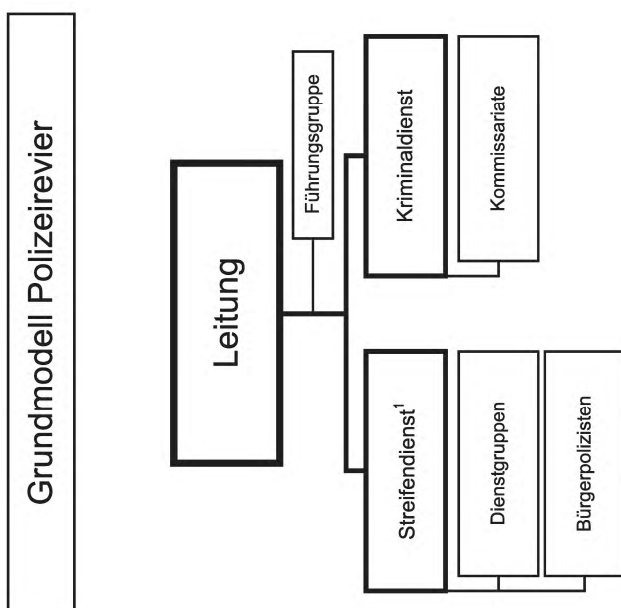 Grundmodell Polizeirevier
Leitung
Führungsgruppe
Streifendienst¹
Dienstgruppen
Bürgerpolizisten
Kriminaldienst
Kommissariate